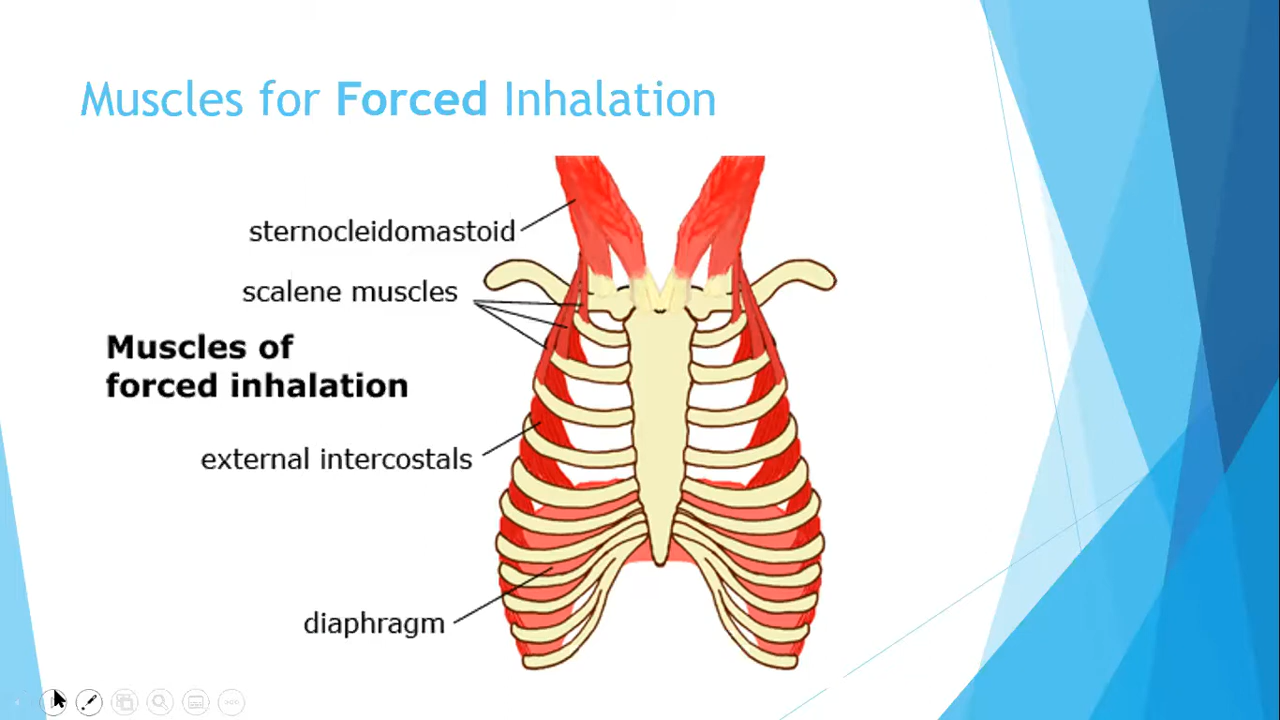 Muscles for Forced Inhalation
sternocleidomastoid
scalene muscles
Muscles of
forced inhalation
external intercostals
diaphragm